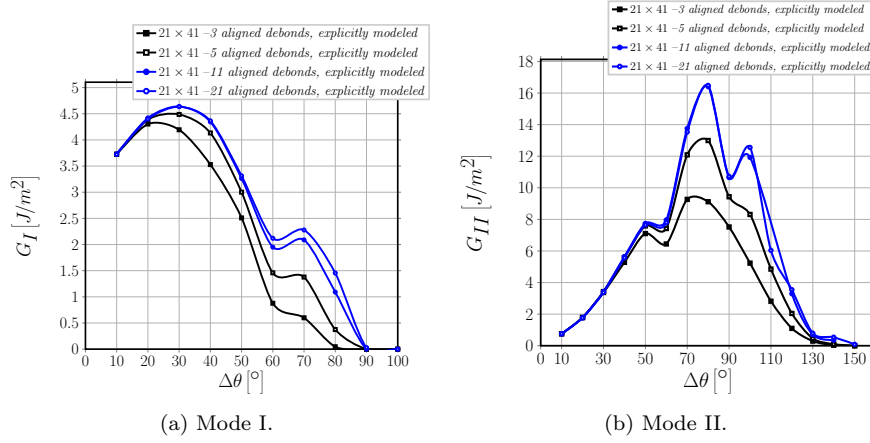 21 × 41 –3 aligned debonds, explicitly modeled
21 × 41 –5 aligned debonds, explicitly modeled
21 × 41 –11 aligned debonds, explicitly modeled
21 × 41 –21 aligned debonds, explicitly modeled
5
4.5
4
3.5
3
2.5
2
1.5
1
0.5
0
G_I [J/m²]
0 10 20 30 40 50 60 70 80 90 100
Δθ [°]
(a) Mode I.
21 × 41 –3 aligned debonds, explicitly modeled
21 × 41 –5 aligned debonds, explicitly modeled
21 × 41 –11 aligned debonds, explicitly modeled
21 × 41 –21 aligned debonds, explicitly modeled
18
16
14
12
10
8
6
4
2
0
G_II [J/m²]
0 10 30 50 70 90 110 130 150
Δθ [°]
(b) Mode II.